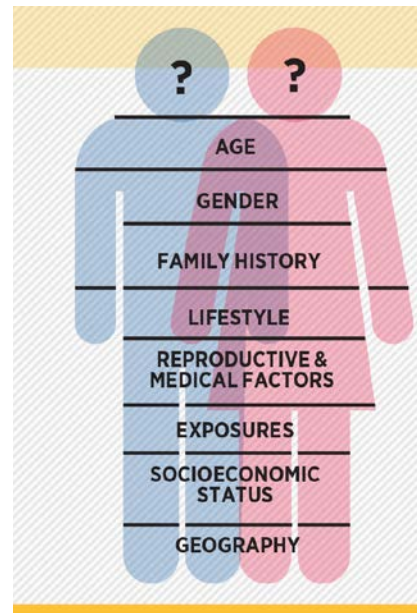 ? ?
AGE
GENDER
FAMILY HISTORY
LIFESTYLE
REPRODUCTIVE &
MEDICAL FACTORS
EXPOSURES
SOCIOECONOMIC
STATUS
GEOGRAPHY